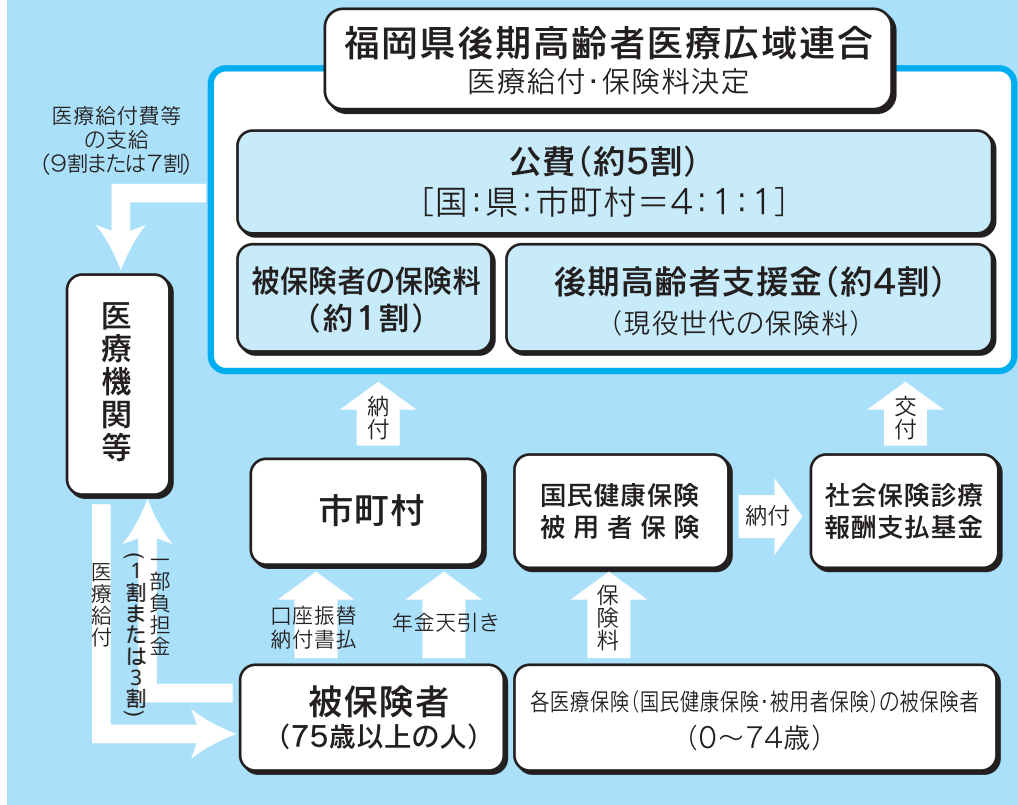 福岡県後期高齢者医療広域連合
医療給付・保険料決定
医療給付費等
の支給
(9割または7割)
公費(約5割)
[国:県:市町村=4:1:1]
被保険者の保険料
(約1割)
後期高齢者支援金(約4割)
(現役世代の保険料)
医療機関等
納付
交付
市町村
国民健康保険
被用者保険
納付
社会保険診療
報酬支払基金
医療給付
一部負担金
(1割または3割)
口座振替
納付書払
年金天引き
保険料
被保険者
(75歳以上の人)
各医療保険(国民健康保険・被用者保険)の被保険者
(0〜74歳)